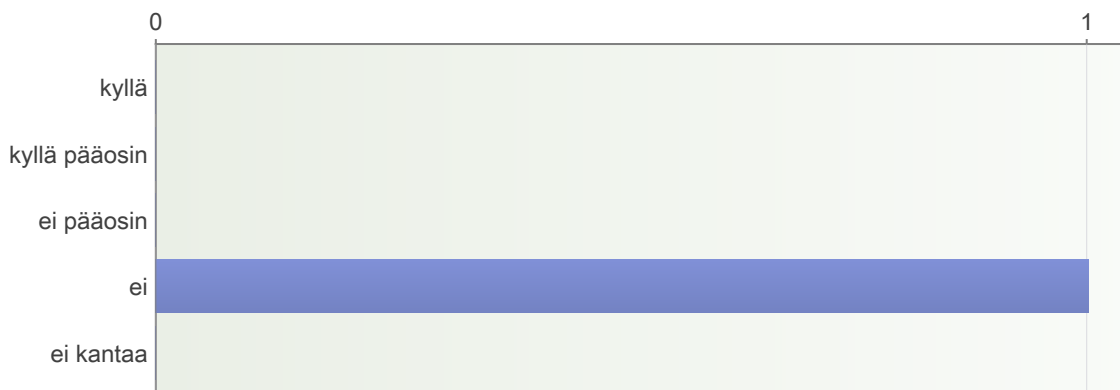 0 1
kyllä
kyllä pääosin
ei pääosin
ei
ei kantaa